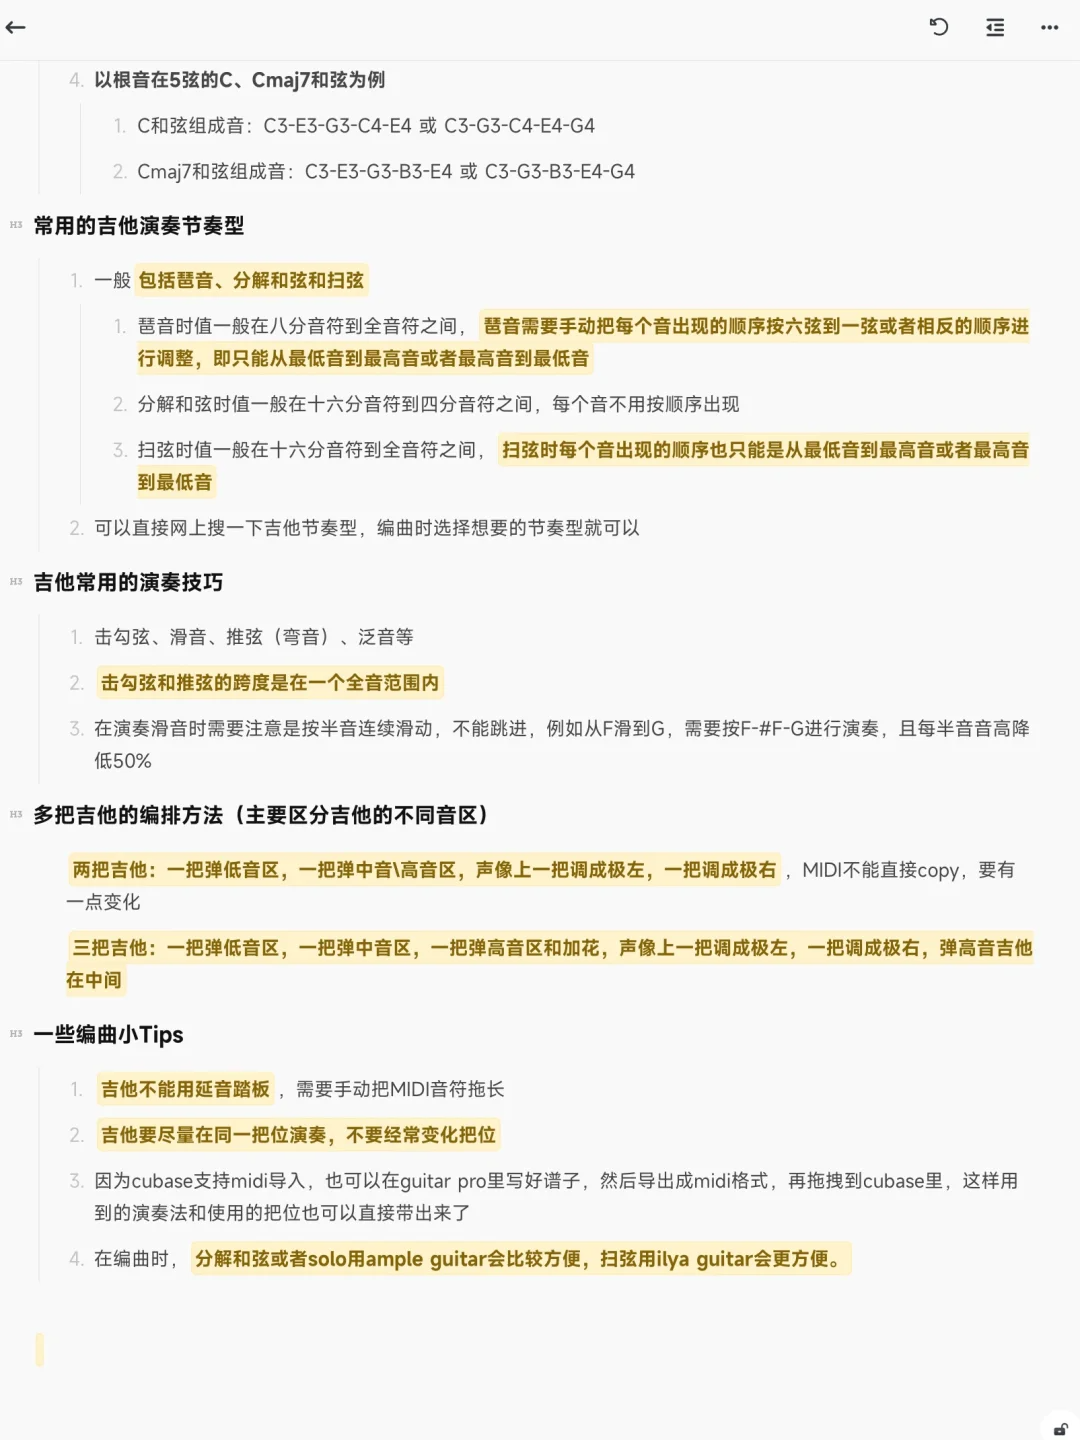 4. 以根音在5弦的C、Cmaj7和弦为例
1. C和弦组成音：C3-E3-G3-C4-E4 或 C3-G3-C4-E4-G4
2. Cmaj7和弦组成音：C3-E3-G3-B3-E4 或 C3-G3-B3-E4-G4
H3 常用的吉他演奏节奏型
1. 一般 包括琶音、分解和弦和扫弦
1. 琶音时值一般在八分音符到全音符之间， 琶音需要手动把每个音出现的顺序按六弦到一弦或者相反的顺序进
行调整，即只能从最低音到最高音或者最高音到最低音
2. 分解和弦时值一般在十六分音符到四分音符之间，每个音不用按顺序出现
3. 扫弦时值一般在十六分音符到全音符之间， 扫弦时每个音出现的顺序也只能是从最低音到最高音或者最高音
到最低音
2. 可以直接网上搜一下吉他节奏型，编曲时选择想要的节奏型就可以
H3 吉他常用的演奏技巧
1. 击勾弦、滑音、推弦（弯音）、泛音等
2. 击勾弦和推弦的跨度是在一个全音范围内
3. 在演奏滑音时需要注意是按半音连续滑动，不能跳进，例如从F滑到G，需要按F-#F-G进行演奏，且每半音音高降
低50%
H3 多把吉他的编排方法（主要区分吉他的不同音区）
两把吉他：一把弹低音区，一把弹中音\高音区，声像上一把调成极左，一把调成极右 ，MIDI不能直接copy，要有
一点变化
三把吉他：一把弹低音区，一把弹中音区，一把弹高音区和加花，声像上一把调成极左，一把调成极右，弹高音吉他
在中间
H3 一些编曲小Tips
1. 吉他不能用延音踏板 ，需要手动把MIDI音符拖长
2. 吉他要尽量在同一把位演奏，不要经常变化把位
3. 因为cubase支持midi导入，也可以在guitar pro里写好谱子，然后导出成midi格式，再拖拽到cubase里，这样用
到的演奏法和使用的把位也可以直接带出来了
4. 在编曲时， 分解和弦或者solo用ample guitar会比较方便，扫弦用ilya guitar会更方便。